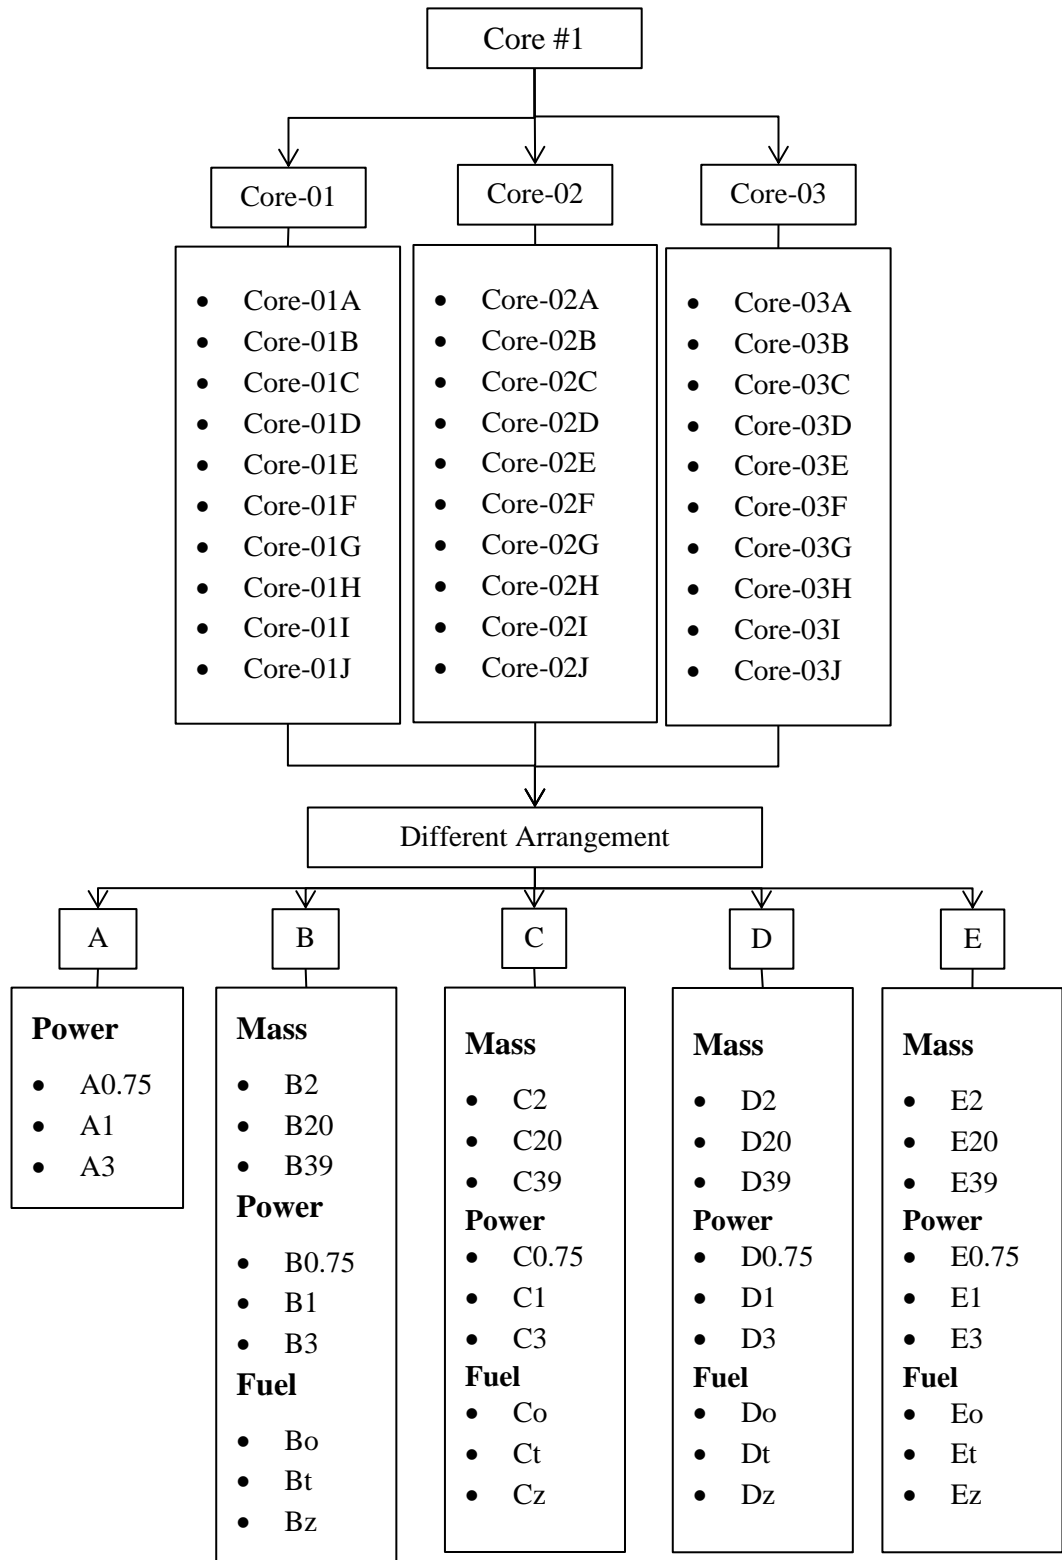 Core #1
Core-01
Core-02
Core-03
• Core-01A
• Core-01B
• Core-01C
• Core-01D
• Core-01E
• Core-01F
• Core-01G
• Core-01H
• Core-01I
• Core-01J
• Core-02A
• Core-02B
• Core-02C
• Core-02D
• Core-02E
• Core-02F
• Core-02G
• Core-02H
• Core-02I
• Core-02J
• Core-03A
• Core-03B
• Core-03C
• Core-03D
• Core-03E
• Core-03F
• Core-03G
• Core-03H
• Core-03I
• Core-03J
Different Arrangement
A
B
C
D
E
Power
• A0.75
• A1
• A3
Mass
• B2
• B20
• B39
Power
• B0.75
• B1
• B3
Fuel
• Bo
• Bt
• Bz
Mass
• C2
• C20
• C39
Power
• C0.75
• C1
• C3
Fuel
• Co
• Ct
• Cz
Mass
• D2
• D20
• D39
Power
• D0.75
• D1
• D3
Fuel
• Do
• Dt
• Dz
Mass
• E2
• E20
• E39
Power
• E0.75
• E1
• E3
Fuel
• Eo
• Et
• Ez